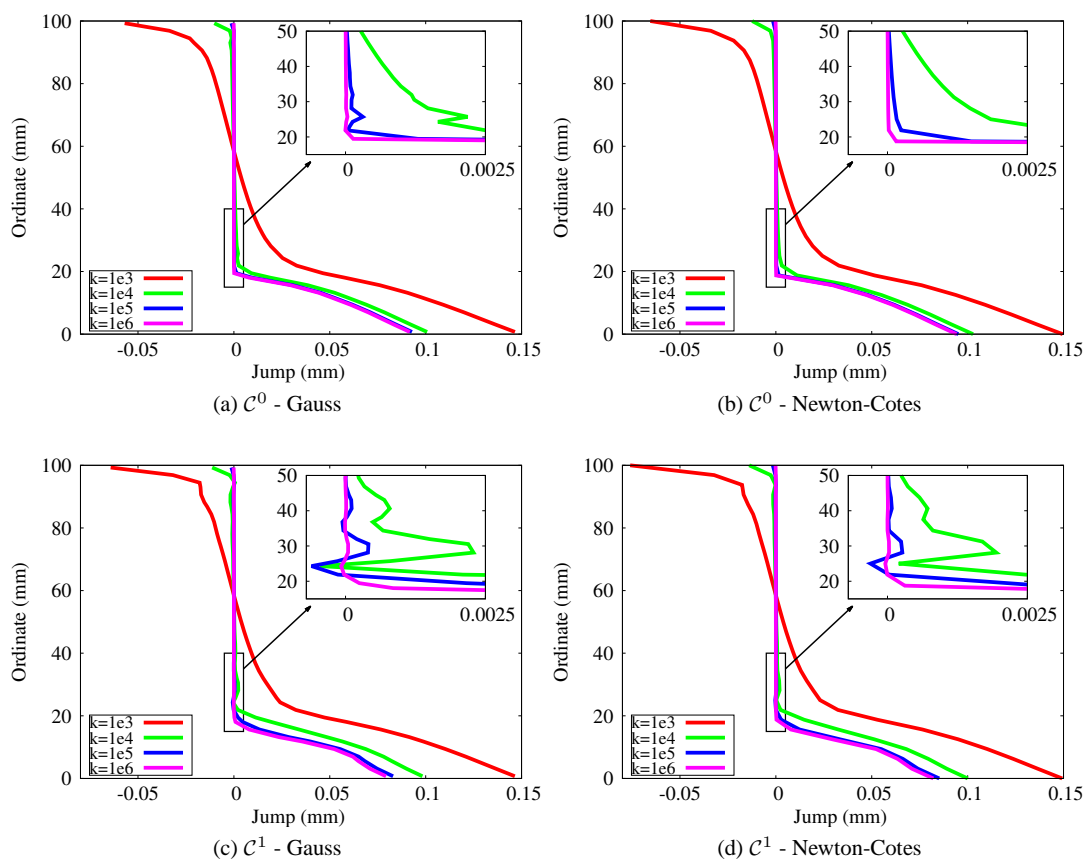 100
80
60
40
20
0
Ordinate (mm)
-0.05
0
0.05
0.1
0.15
Jump (mm)
k=1e3
k=1e4
k=1e5
k=1e6
50
40
30
20
0
0.0025
(a) C⁰ - Gauss
100
80
60
40
20
0
Ordinate (mm)
-0.05
0
0.05
0.1
0.15
Jump (mm)
k=1e3
k=1e4
k=1e5
k=1e6
50
40
30
20
0
0.0025
(b) C⁰ - Newton-Cotes
100
80
60
40
20
0
Ordinate (mm)
-0.05
0
0.05
0.1
0.15
Jump (mm)
k=1e3
k=1e4
k=1e5
k=1e6
50
40
30
20
0
0.0025
(c) C¹ - Gauss
100
80
60
40
20
0
Ordinate (mm)
-0.05
0
0.05
0.1
0.15
Jump (mm)
k=1e3
k=1e4
k=1e5
k=1e6
50
40
30
20
0
0.0025
(d) C¹ - Newton-Cotes